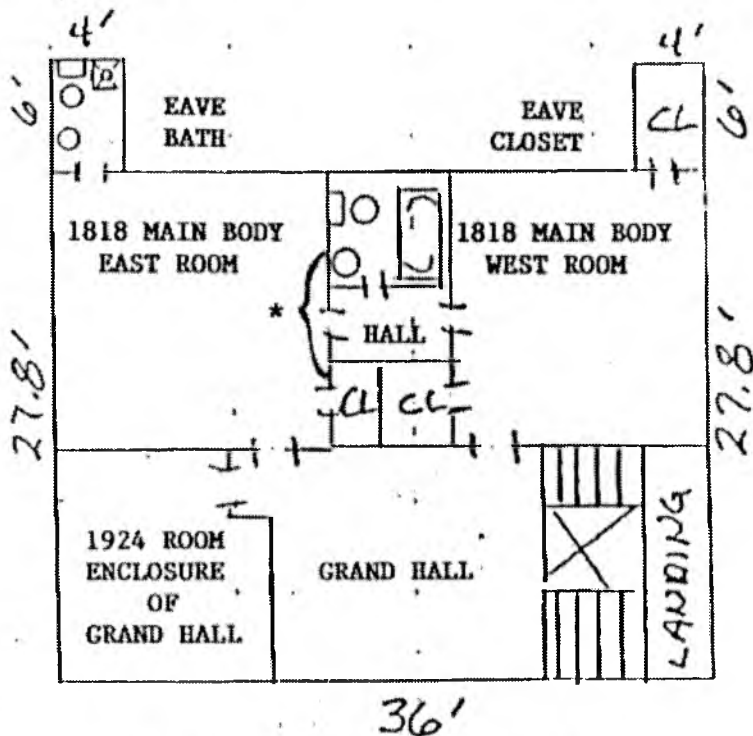 4' 4'
6' EAVE BATH EAVE CLOSET CL 6'
1818 MAIN BODY
EAST ROOM
1818 MAIN BODY
WEST ROOM
*
HALL
27.8' 27.8'
CL CL
1924 ROOM
ENCLOSURE
OF
GRAND HALL
GRAND HALL
LANDING
36'